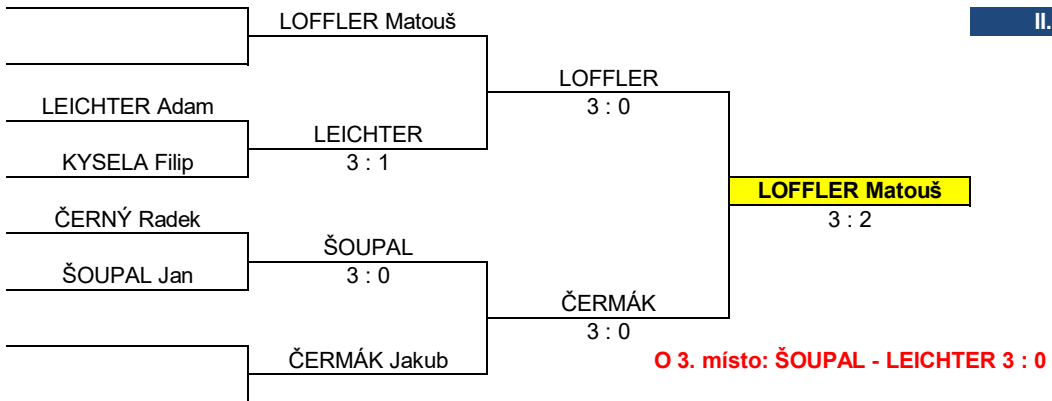 LOFFLER Matouš
II.
LOFFLER
LEICHTER Adam
3 : 0
LEICHTER
KYSELA Filip
3 : 1
LOFFLER Matouš
ČERNÝ Radek
3 : 2
ŠOUPAL
ŠOUPAL Jan
3 : 0
ČERMÁK
3 : 0
ČERMÁK Jakub
O 3. místo: ŠOUPAL - LEICHTER 3 : 0